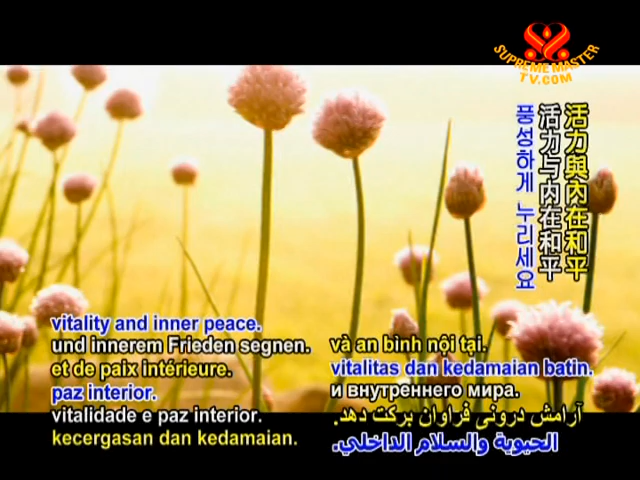 SUPREME MASTER
TV.COM
活力與內在和平
活力与内在和平
풍성하게 누리세요
vitality and inner peace.
und innerem Frieden segnen.
et de paix intérieure.
paz interior.
vitalidade e paz interior.
kecergasan dan kedamaian.
và an bình nội tại.
vitalitas dan kedamaian batin.
и внутреннего мира.
آرامش درونی فراوان برکت دهد.
الحيوية والسلام الداخلي.